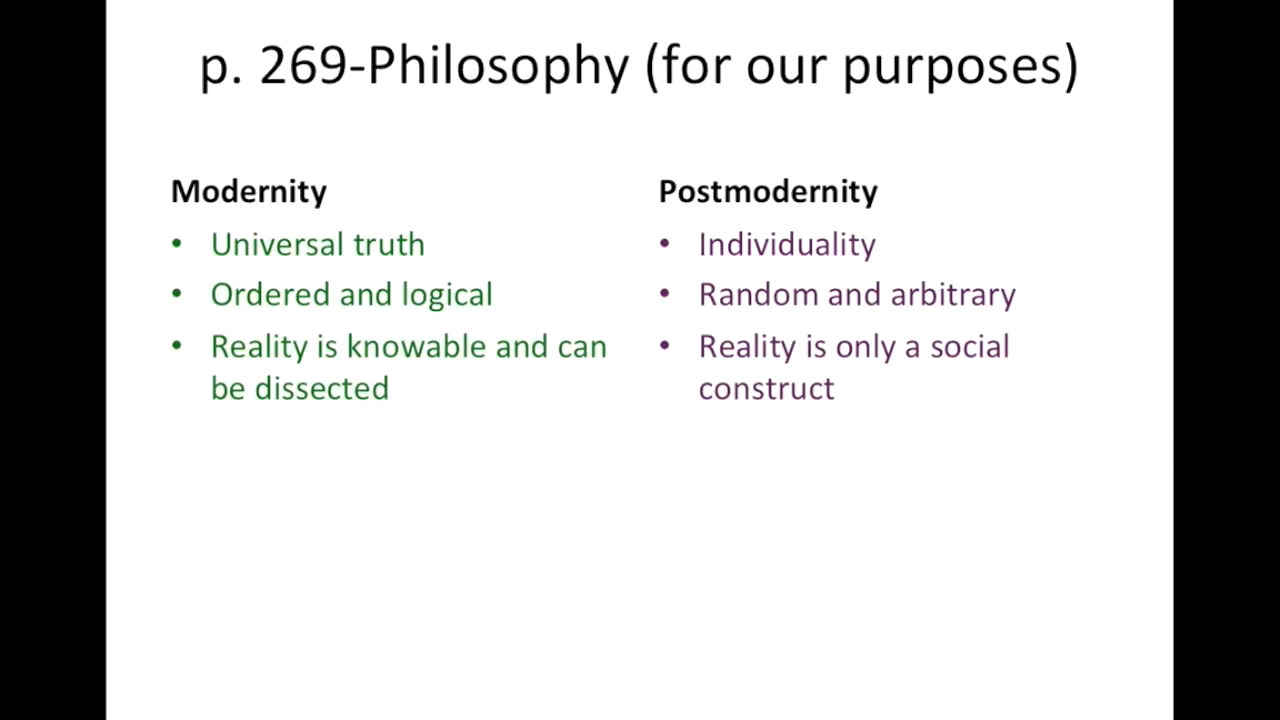 p. 269-Philosophy (for our purposes)
Modernity
• Universal truth
• Ordered and logical
• Reality is knowable and can
be dissected
Postmodernity
• Individuality
• Random and arbitrary
• Reality is only a social
construct